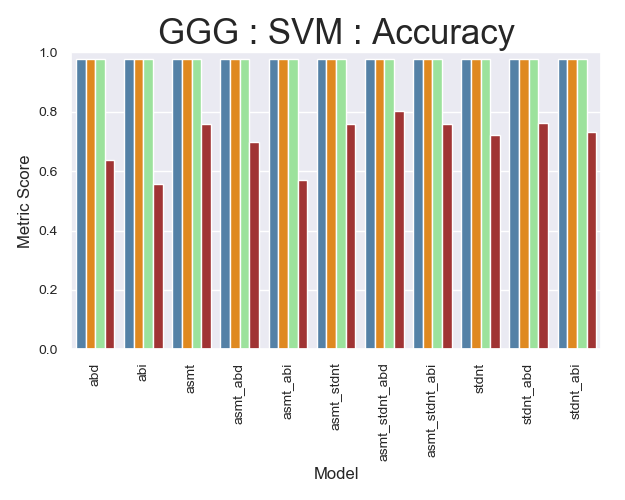 GGG : SVM : Accuracy
1.0
0.8
0.6
0.4
0.2
0.0
Metric Score
abd
abi
asmt
asmt_abd
asmt_abi
asmt_stdnt
asmt_stdnt_abd
asmt_stdnt_abi
stdnt
stdnt_abd
stdnt_abi
Model